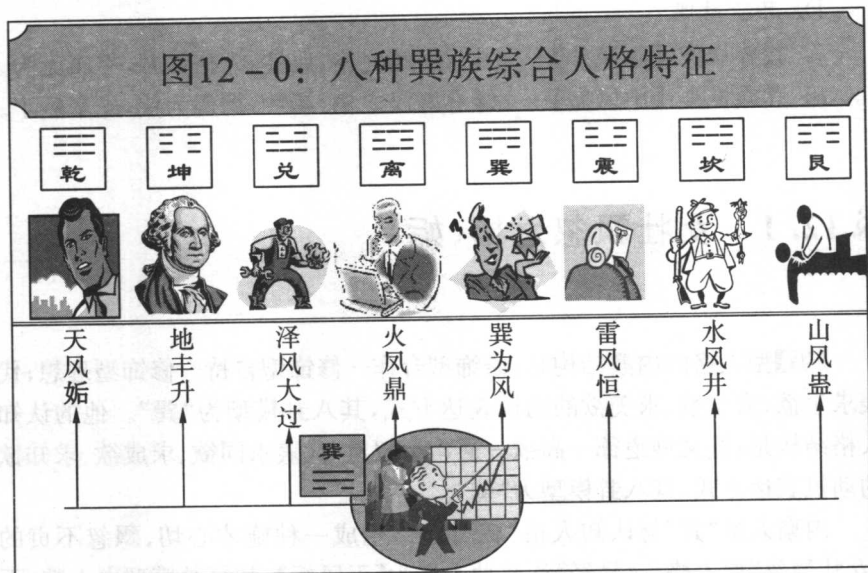 图12-0：八种巽族综合人格特征
乾
坤
兑
离
巽
震
坎
艮
天风姤
地丰升
泽风大过
火风鼎
巽为风
雷风恒
水风井
山风蛊
巽